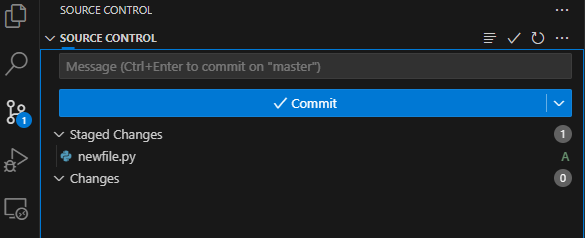 SOURCE CONTROL
SOURCE CONTROL
Message (Ctrl+Enter to commit on "master")
Commit
1
Staged Changes 1
newfile.py A
Changes 0